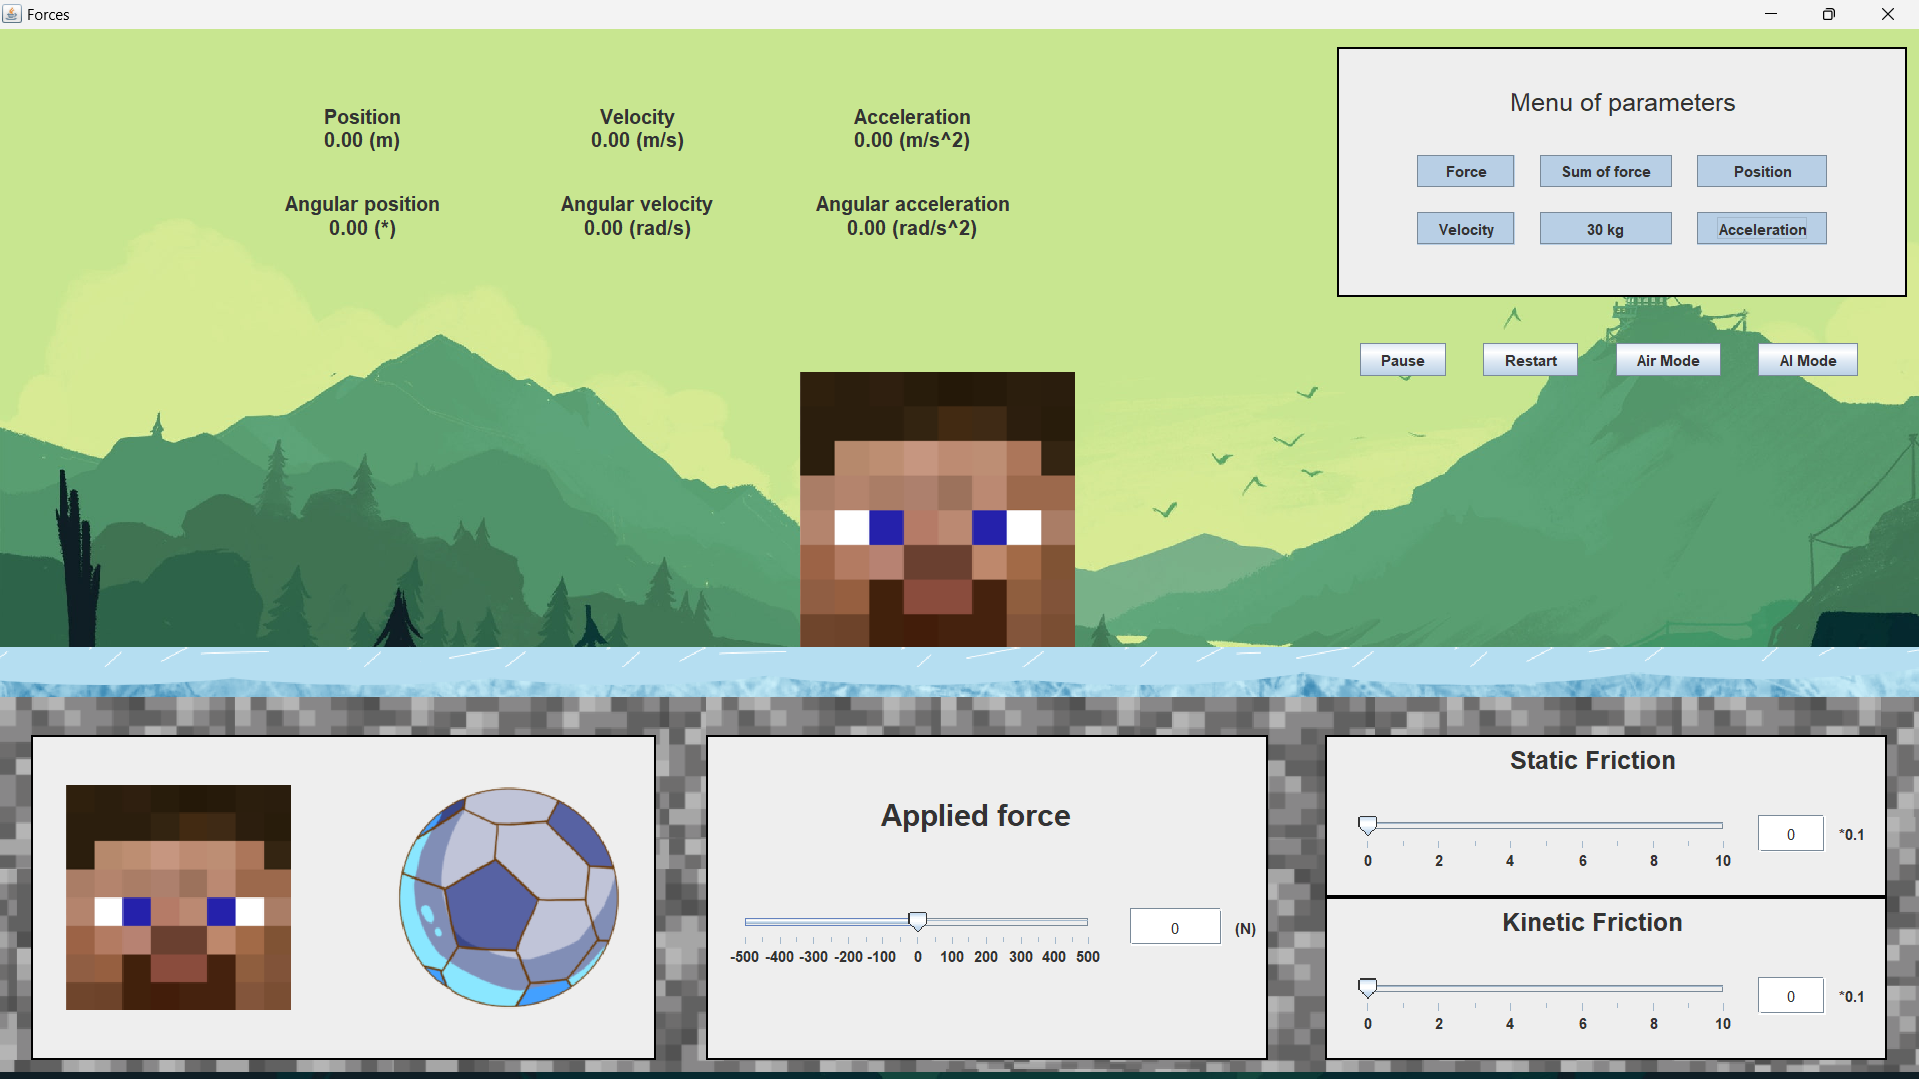 Forces
Position
0.00 (m)
Velocity
0.00 (m/s)
Acceleration
0.00 (m/s^2)
Angular position
0.00 (*)
Angular velocity
0.00 (rad/s)
Angular acceleration
0.00 (rad/s^2)
Menu of parameters
Force Sum of force Position
Velocity 30 kg Acceleration
Pause Restart Air Mode AI Mode
Applied force
0 (N)
-500 -400 -300 -200 -100 0 100 200 300 400 500
Static Friction
0 *0.1
0 2 4 6 8 10
Kinetic Friction
0 *0.1
0 2 4 6 8 10